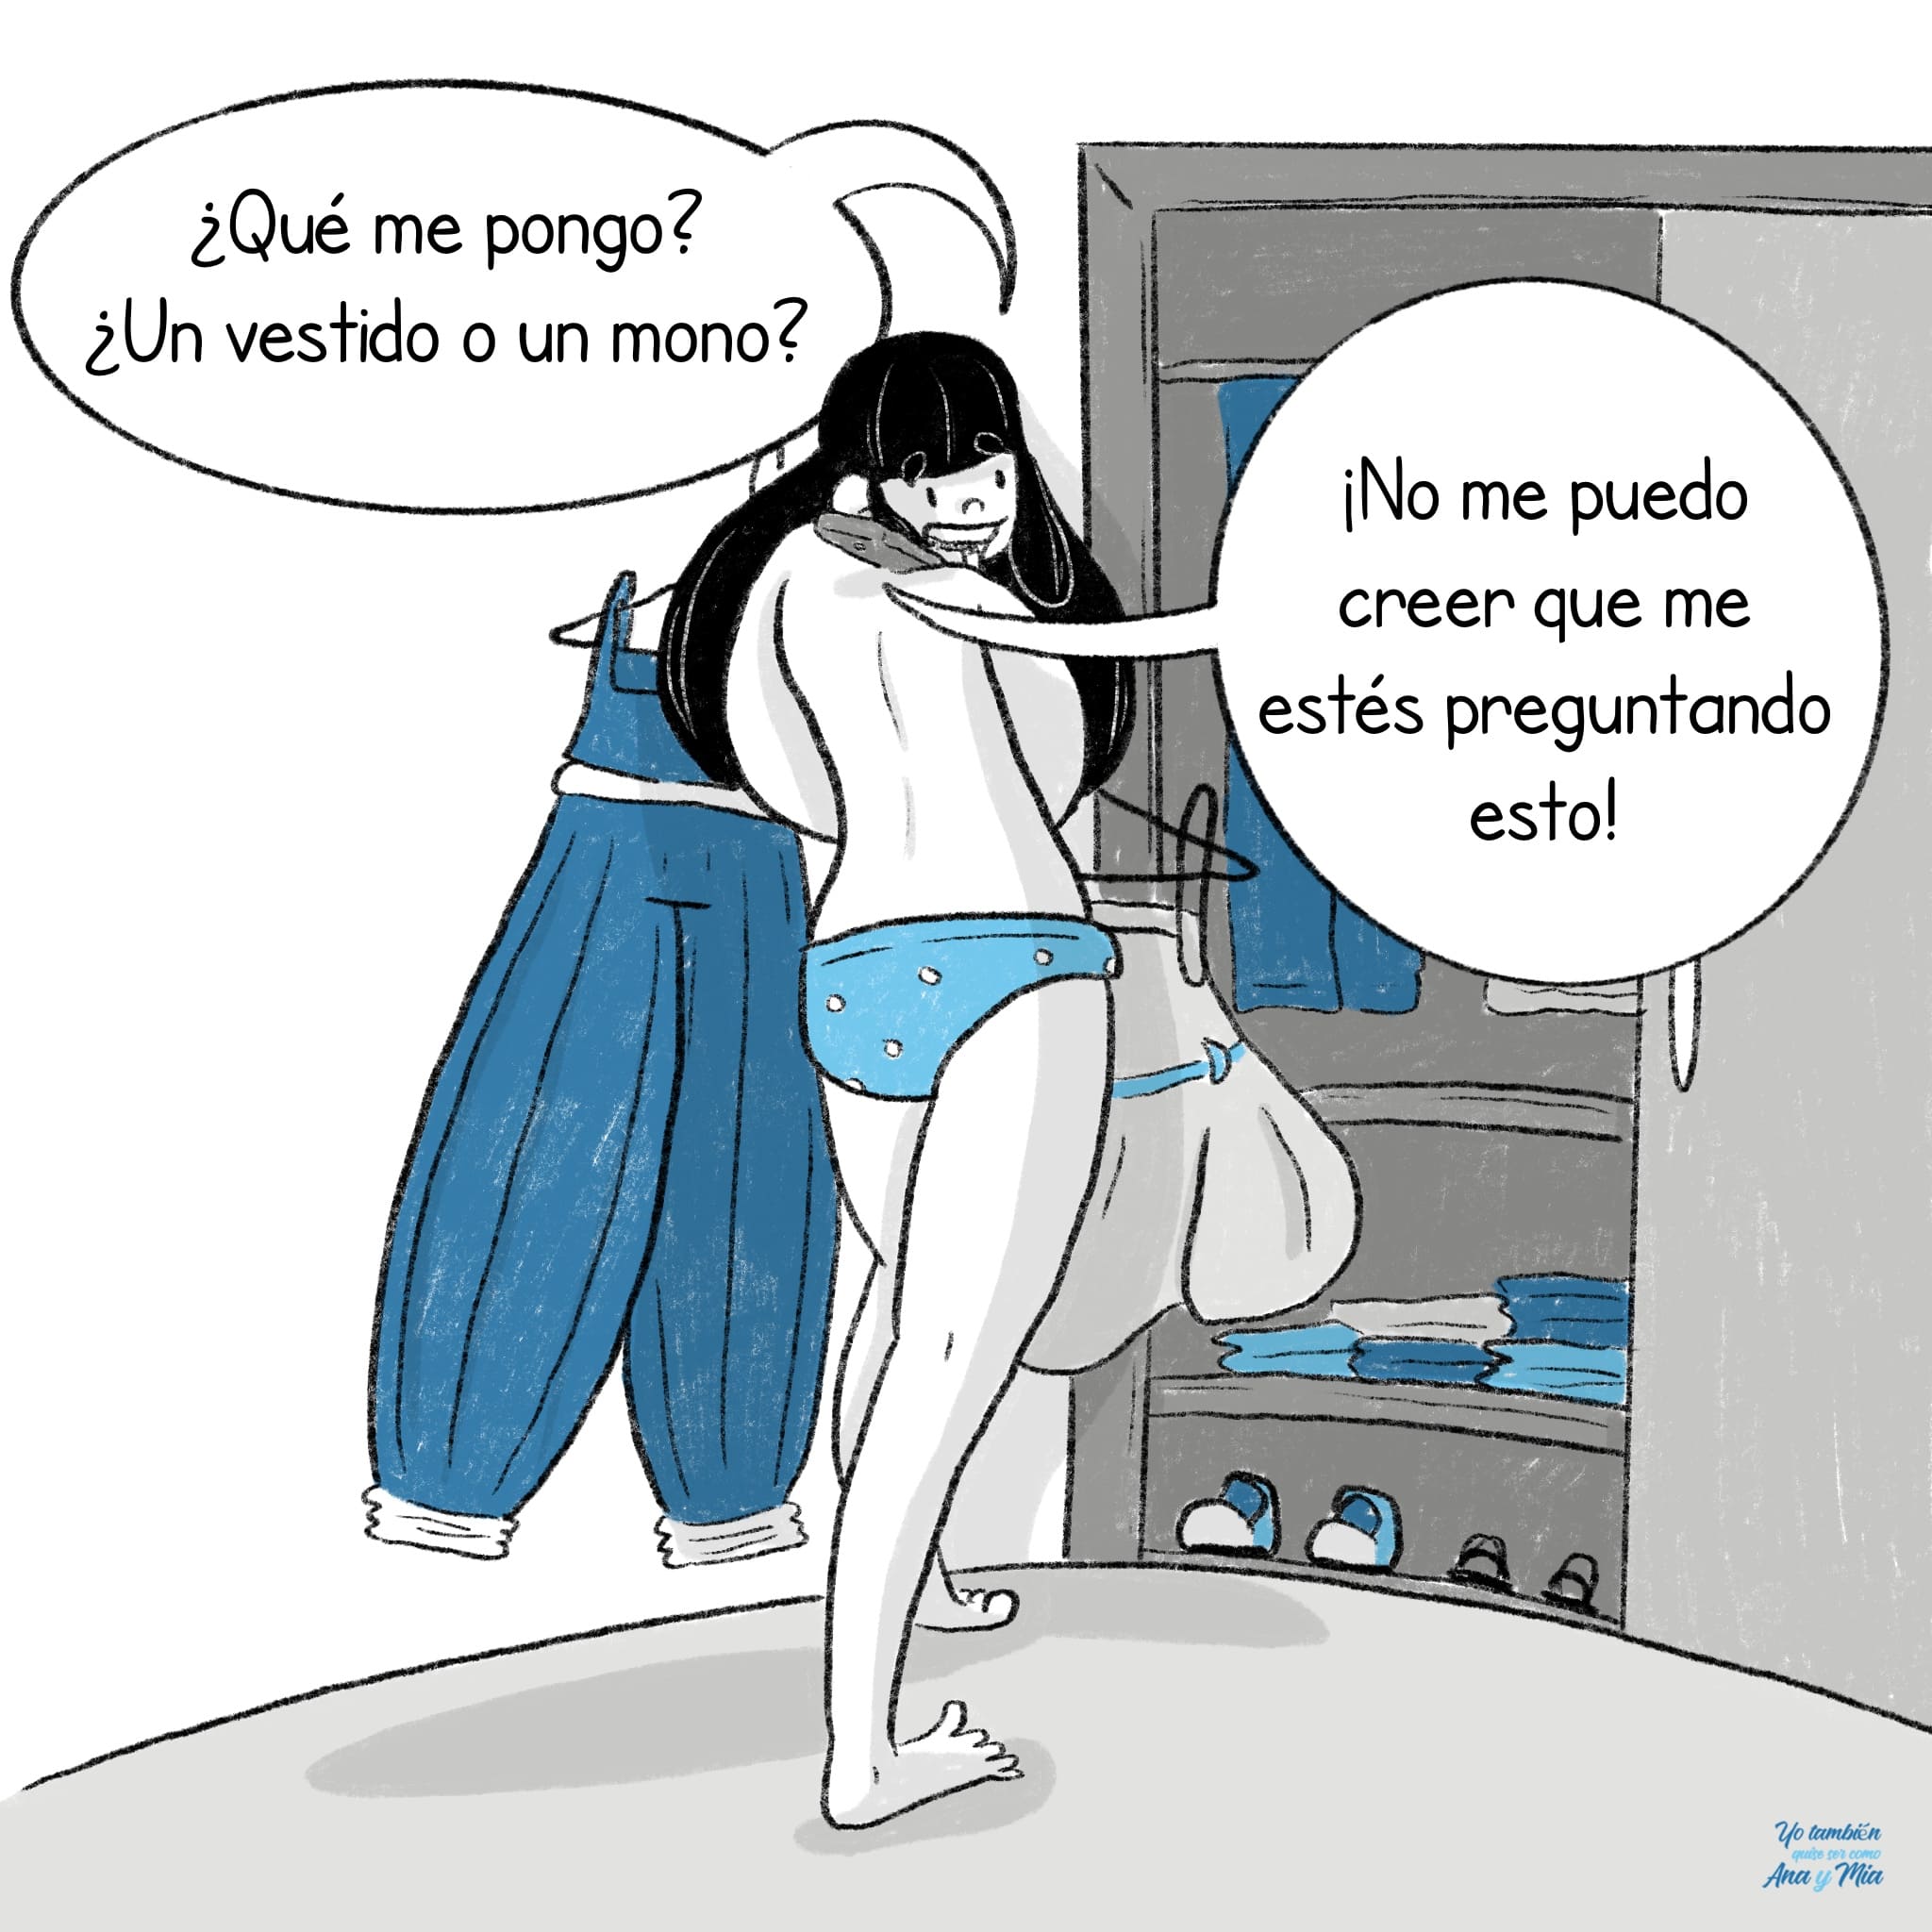 ¿Qué me pongo?
¿Un vestido o un mono?
¡No me puedo
creer que me
estés preguntando
esto!
Yo también
quise ser como
Ana y Mia